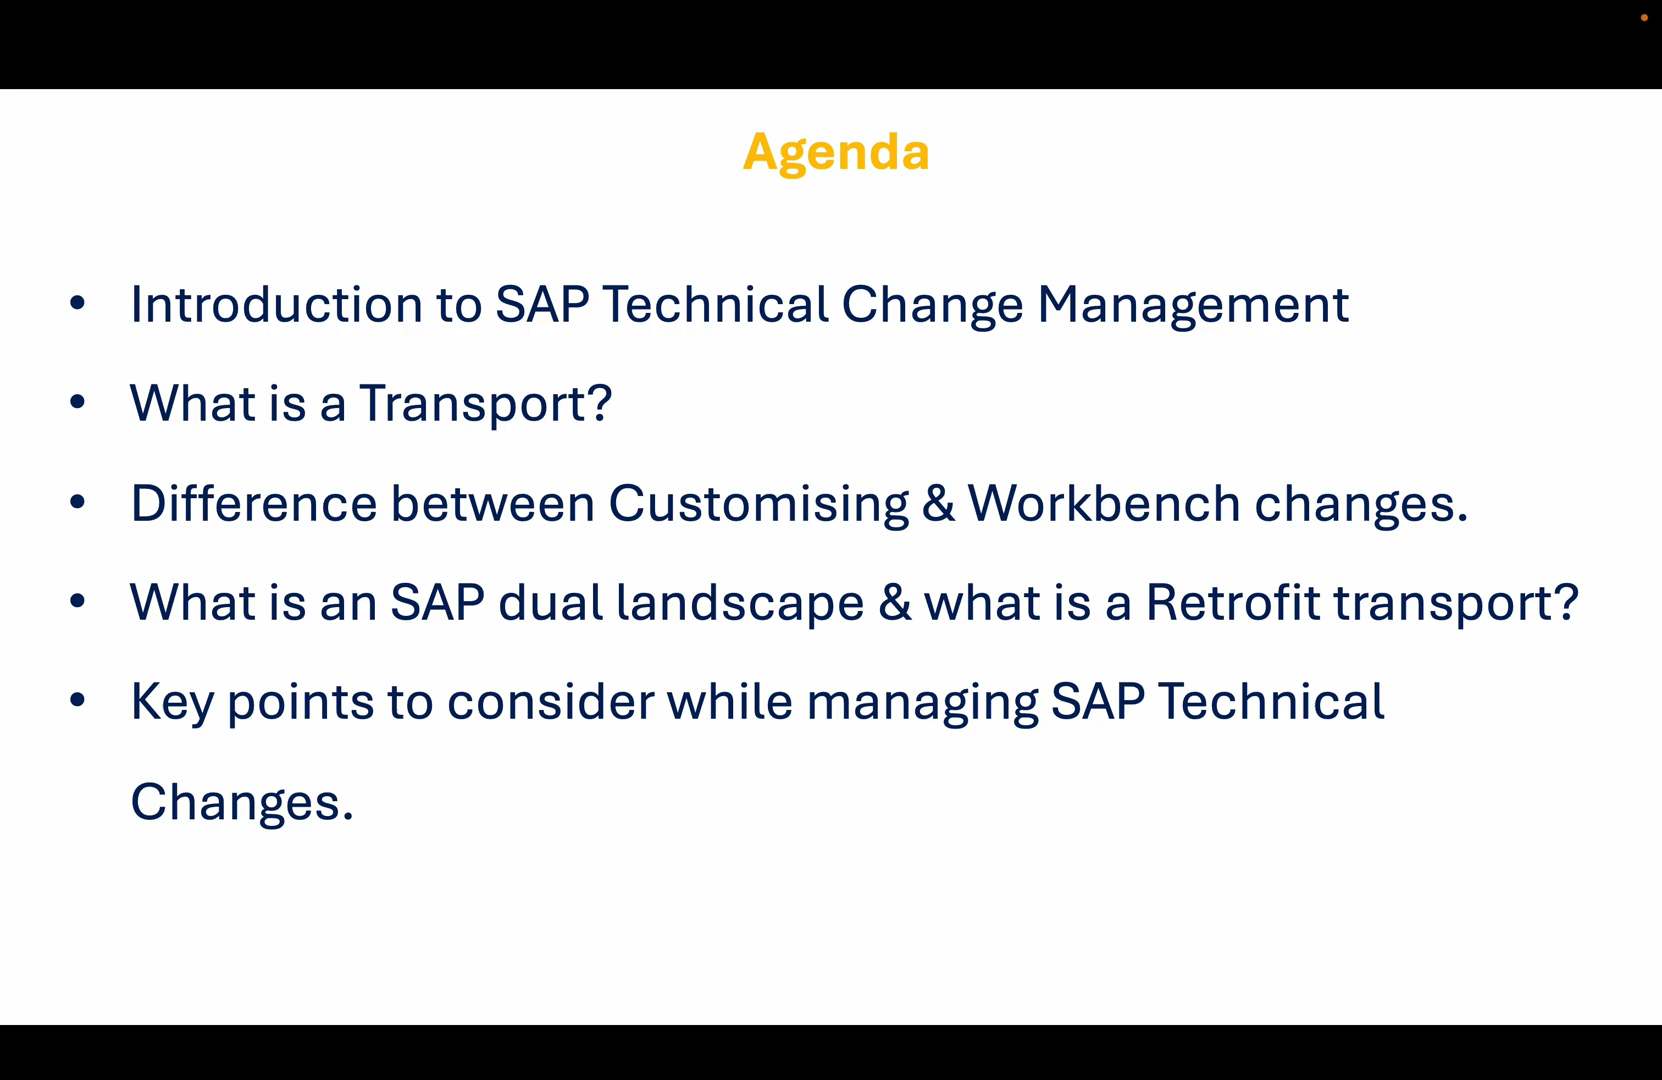 Agenda
• Introduction to SAP Technical Change Management
• What is a Transport?
• Difference between Customising & Workbench changes.
• What is an SAP dual landscape & what is a Retrofit transport?
• Key points to consider while managing SAP Technical
Changes.